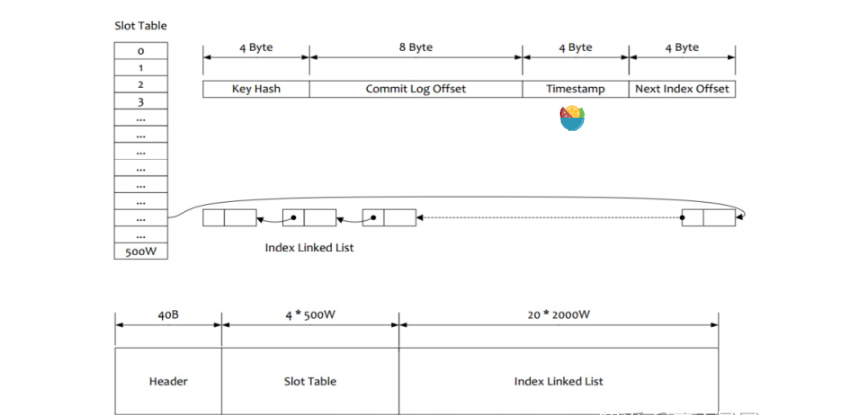 Slot Table
0
1
2
3
...
...
...
...
...
...
...
...
500W
4 Byte 8 Byte 4 Byte 4 Byte
Key Hash Commit Log Offset Timestamp Next Index Offset
Index Linked List
40B 4 * 500W 20 * 2000W
Header Slot Table Index Linked List